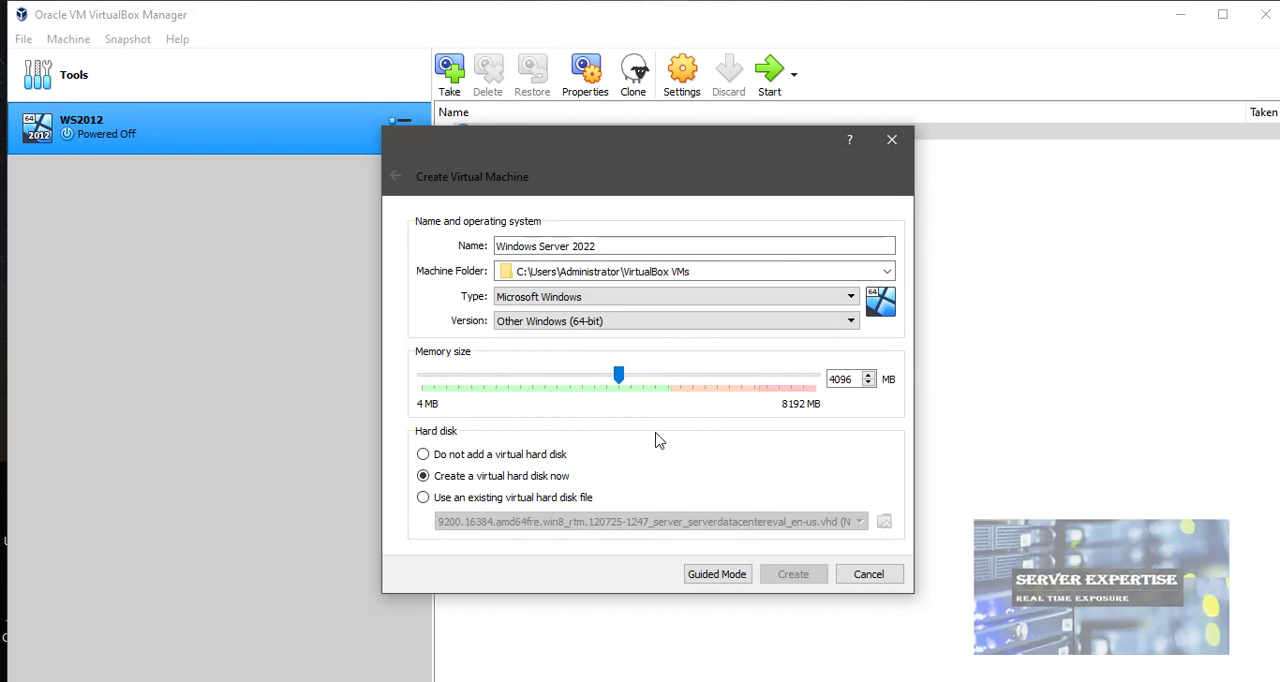 Oracle VM VirtualBox Manager
File Machine Snapshot Help
Tools
Take Delete Restore Properties Clone Settings Discard Start
Name Taken
64
2012
WS2012
Powered Off
?
Create Virtual Machine
Name and operating system
Name: Windows Server 2022
Machine Folder: C:\Users\Administrator\VirtualBox VMs
Type: Microsoft Windows
64
Version: Other Windows (64-bit)
Memory size
4096 MB
4 MB 8192 MB
Hard disk
Do not add a virtual hard disk
Create a virtual hard disk now
Use an existing virtual hard disk file
9200.16384.amd64fre.win8_rtm.120725-1247_server_serverdatacentereval_en-us.vhd (N
Guided Mode Create Cancel
SERVER EXPERTISE
REAL TIME EXPOSURE